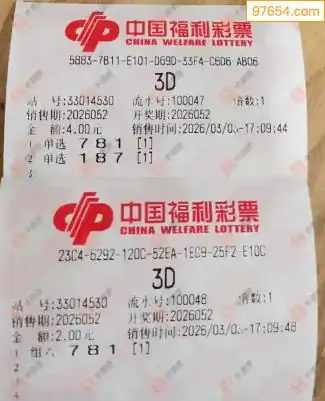 97654.com
中国福利彩票
CHINA WELFARE LOTTERY
5883-7811-E101-D69D-33F4-C606-AB06
3D
站 号:33014530 流水号:100047 倍数:1
销售期:2026052 开奖期:2026052
金 额:4.00元 销售时间:2026/03/03-17:09:44
1 单选 7 8 1 [1]
2 单选 1 8 7 [1]
3
中国福利彩票
CHINA WELFARE LOTTERY
23C4-6292-120C-52EA-1EC9-25F2-E10C
3D
站 号:33014530 流水号:100048 倍数:1
销售期:2026052 开奖期:2026052
金 额:2.00元 销售时间:2026/03/03-17:09:48
1 组六 7 8 1 [1]
2
3
4